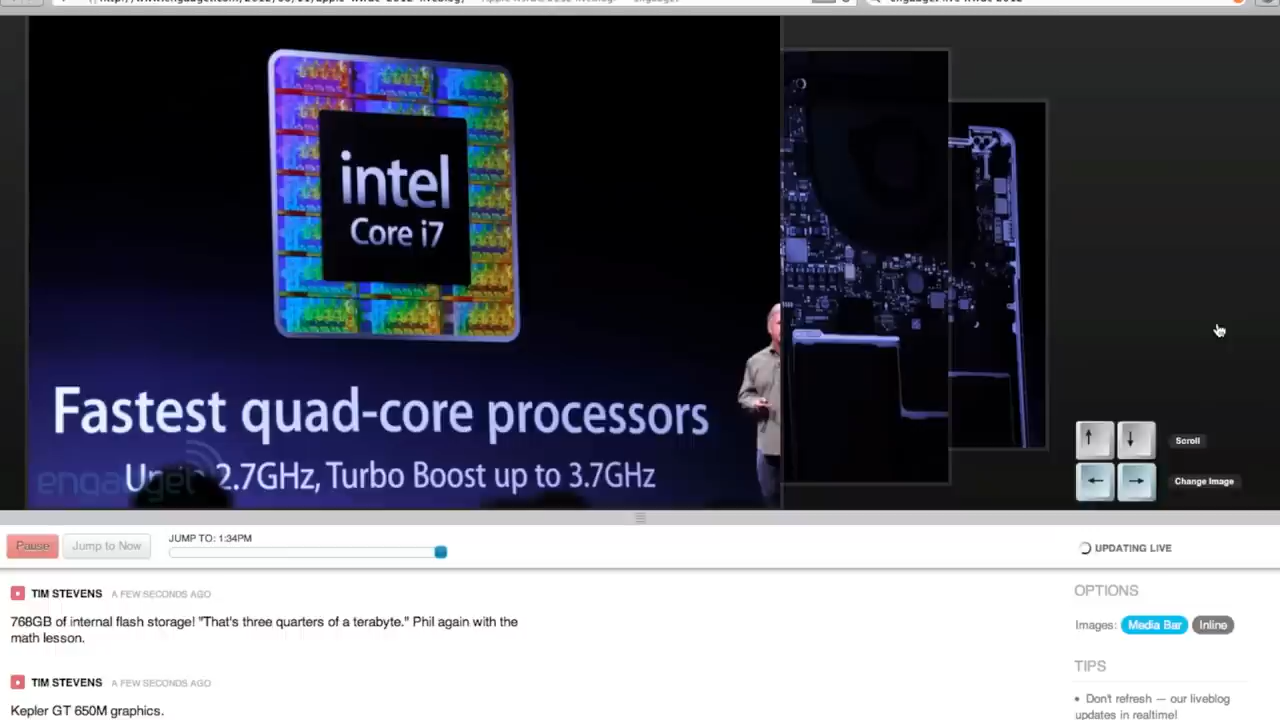 intel
Core i7
Fastest quad-core processors
2.7GHz, Turbo Boost up to 3.7GHz
engadget
Scroll
Change Image
Pause
Jump to Now
JUMP TO: 1:34PM
UPDATING LIVE
TIM STEVENS A FEW SECONDS AGO
768GB of internal flash storage! "That's three quarters of a terabyte." Phil again with the
math lesson.
TIM STEVENS A FEW SECONDS AGO
Kepler GT 650M graphics.
OPTIONS
Images: Media Bar Inline
TIPS
• Don't refresh — our liveblog
updates in realtime!